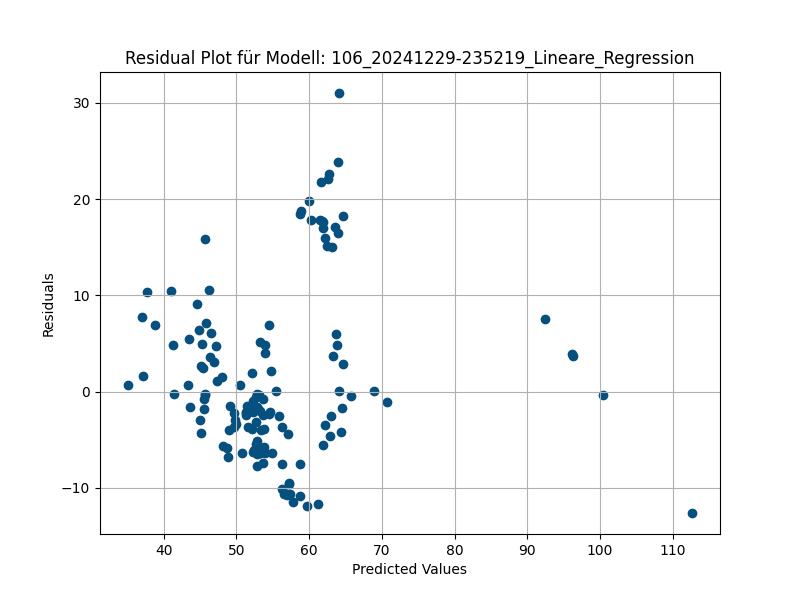 Residual Plot für Modell: 106_20241229-235219_Lineare_Regression
30
20
10
0
−10
Residuals
40 50 60 70 80 90 100 110
Predicted Values